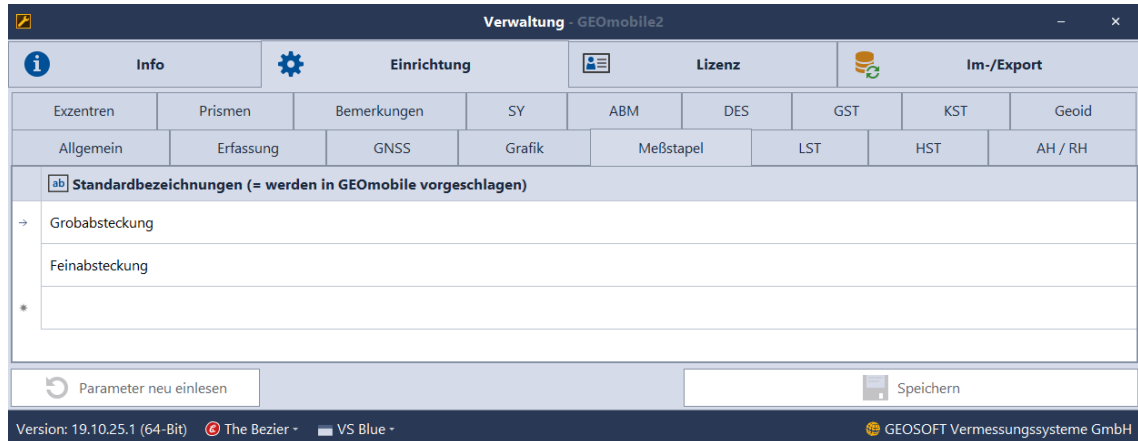 Verwaltung - GEOmobile2
Info Einrichtung Lizenz Im-/Export
Exzentren Prismen Bemerkungen SY ABM DES GST KST Geoid
Allgemein Erfassung GNSS Grafik Meßstapel LST HST AH / RH
ab Standardbezeichnungen (= werden in GEOmobile vorgeschlagen)
Grobabsteckung
Feinabsteckung
Parameter neu einlesen Speichern
Version: 19.10.25.1 (64-Bit) The Bezier VS Blue GEOSOFT Vermessungssysteme GmbH